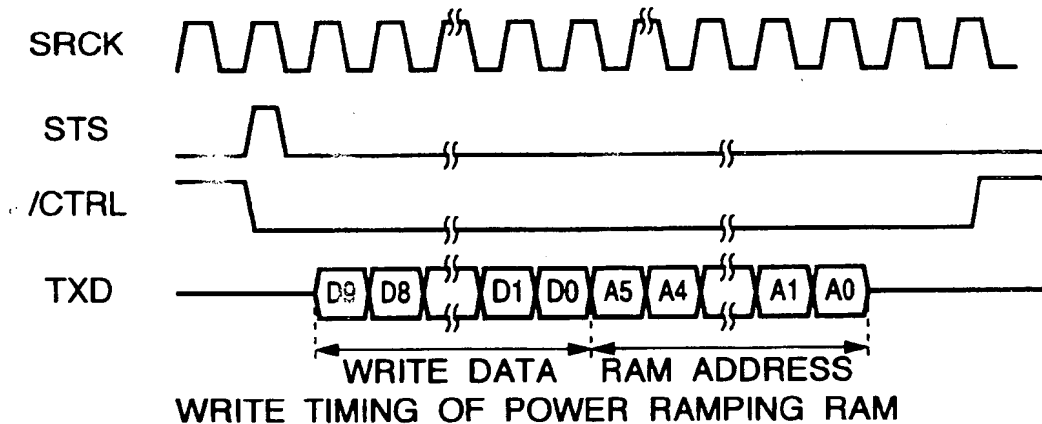 SRCK
STS
/CTRL
TXD D9 D8 D1 D0 A5 A4 A1 A0
WRITE DATA RAM ADDRESS
WRITE TIMING OF POWER RAMPING RAM